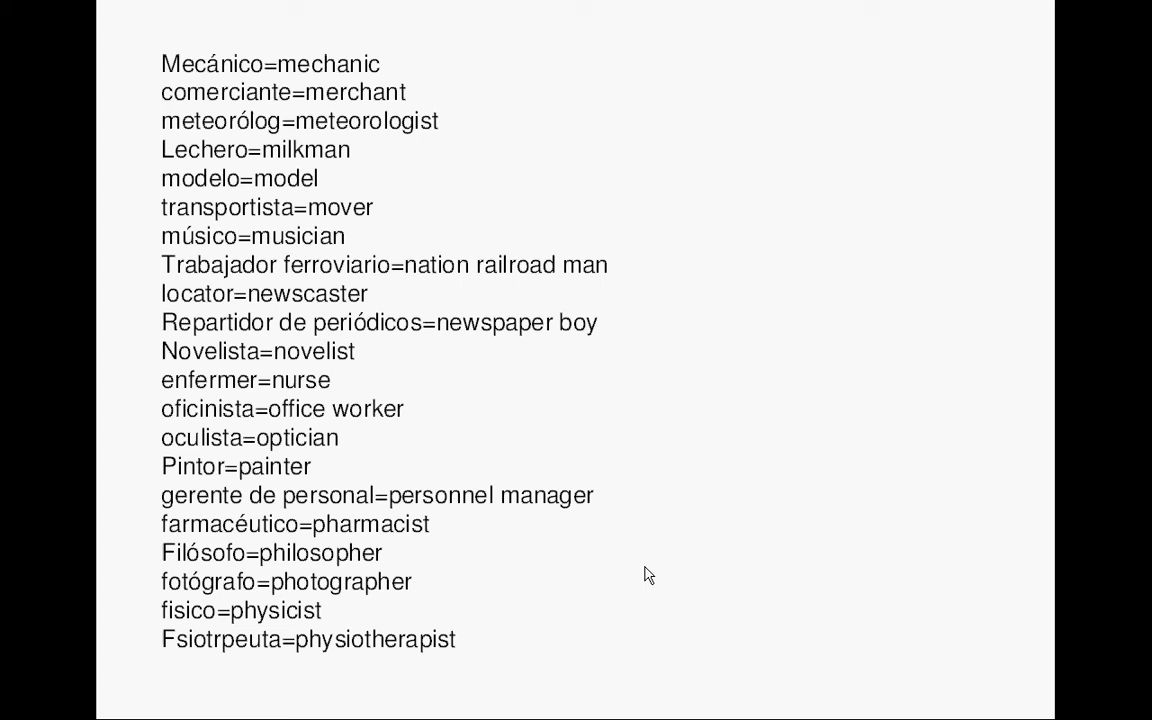 Mecánico=mechanic
comerciante=merchant
meteorólog=meteorologist
Lechero=milkman
modelo=model
transportista=mover
músico=musician
Trabajador ferroviario=nation railroad man
locator=newscaster
Repartidor de periódicos=newspaper boy
Novelista=novelist
enfermer=nurse
oficinista=office worker
oculista=optician
Pintor=painter
gerente de personal=personnel manager
farmacéutico=pharmacist
Filósofo=philosopher
fotógrafo=photographer
fisico=physicist
Fsiotrpeuta=physiotherapist